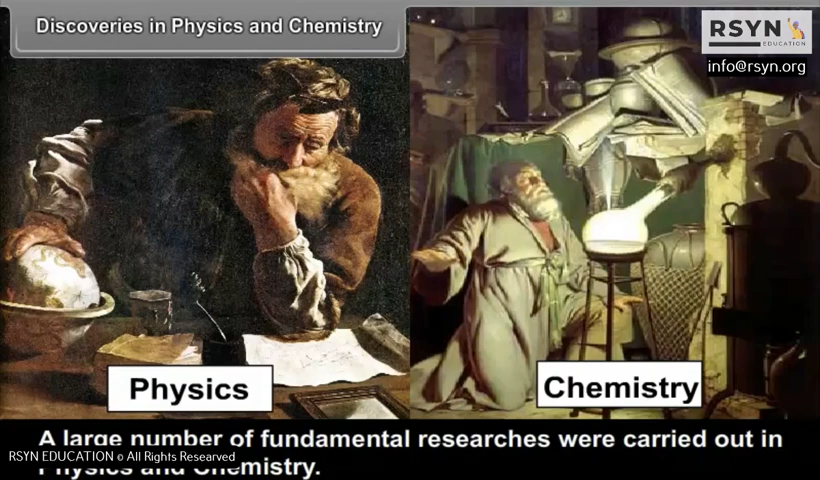 Discoveries in Physics and Chemistry
RSYN
EDUCATION
info@rsyn.org
Physics
Chemistry
A large number of fundamental researches were carried out in
Physics and Chemistry.
RSYN EDUCATION © All Rights Researved